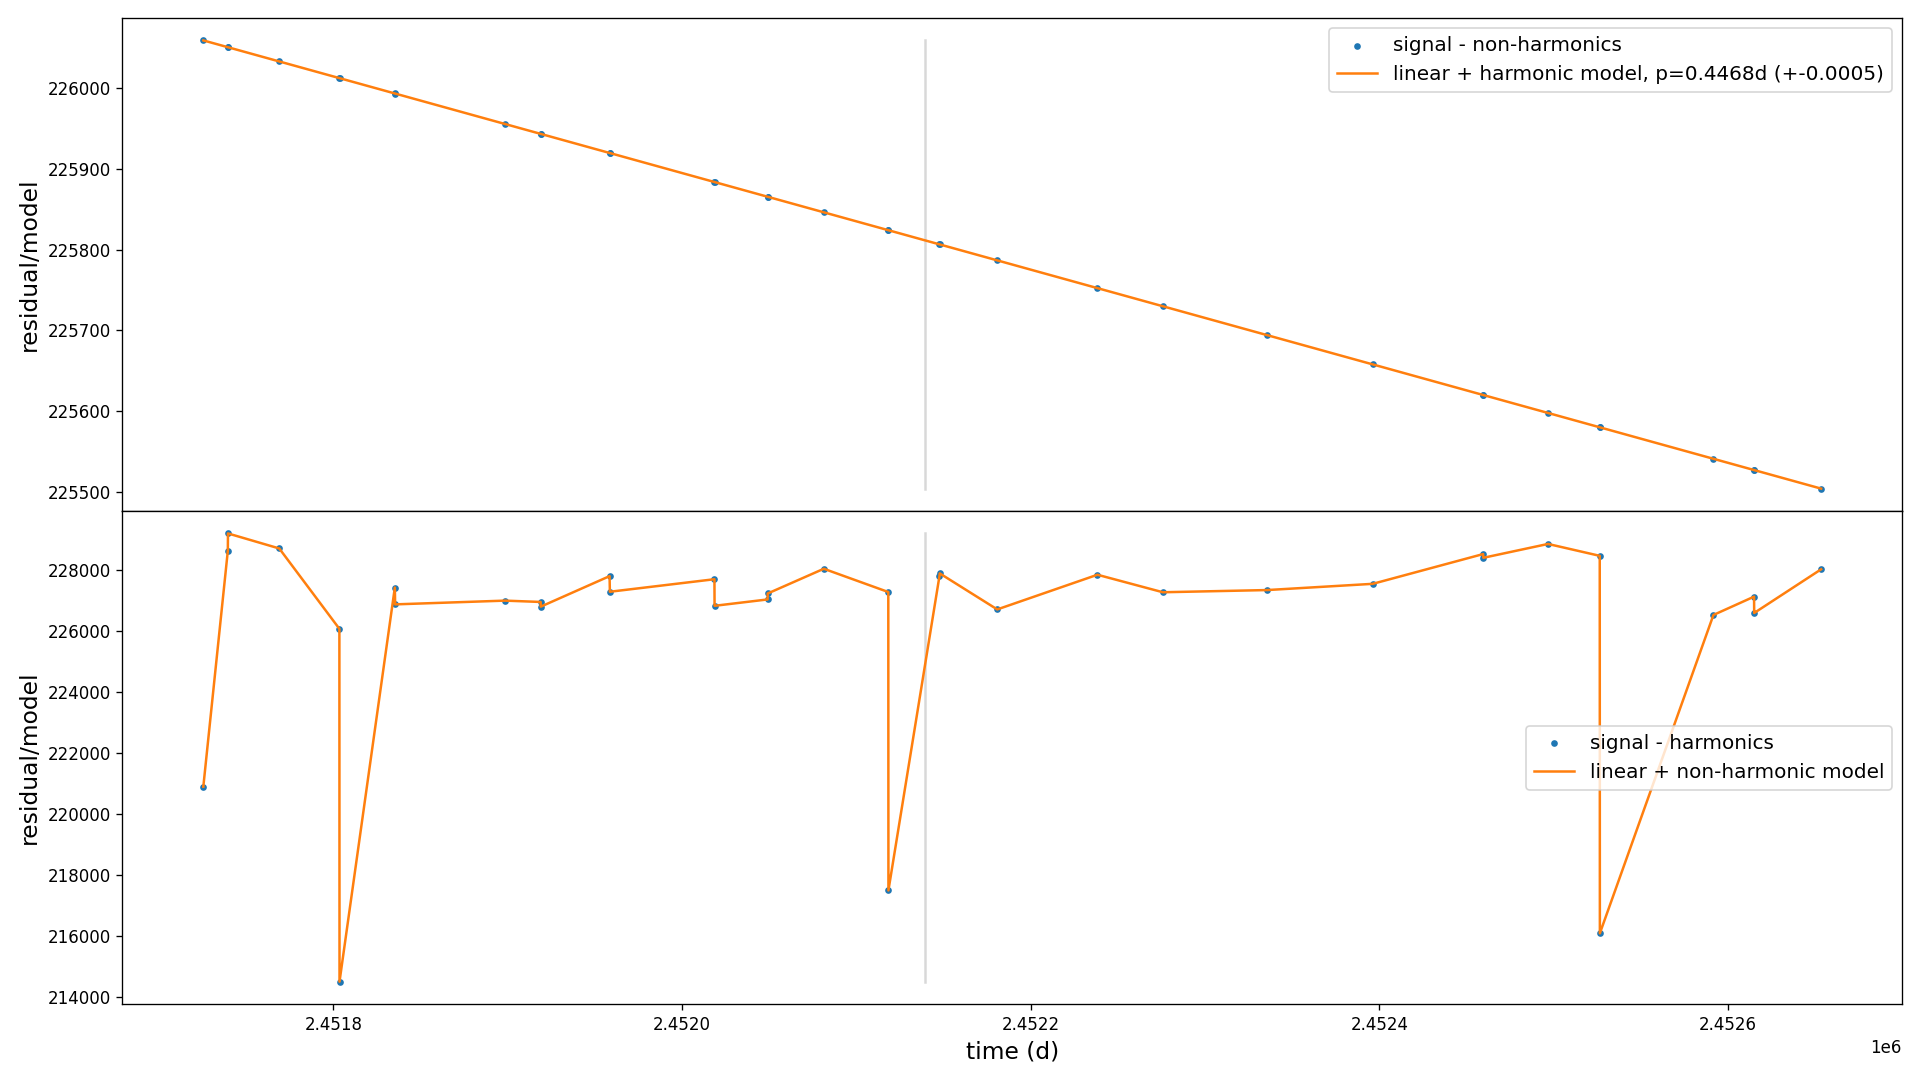 signal - non-harmonics
linear + harmonic model, p=0.4468d (+-0.0005)
226000
225900
225800
225700
225600
225500
residual/model
228000
226000
224000
222000
220000
218000
216000
214000
residual/model
signal - harmonics
linear + non-harmonic model
2.4518
2.4520
2.4522
2.4524
2.4526
1e6
time (d)